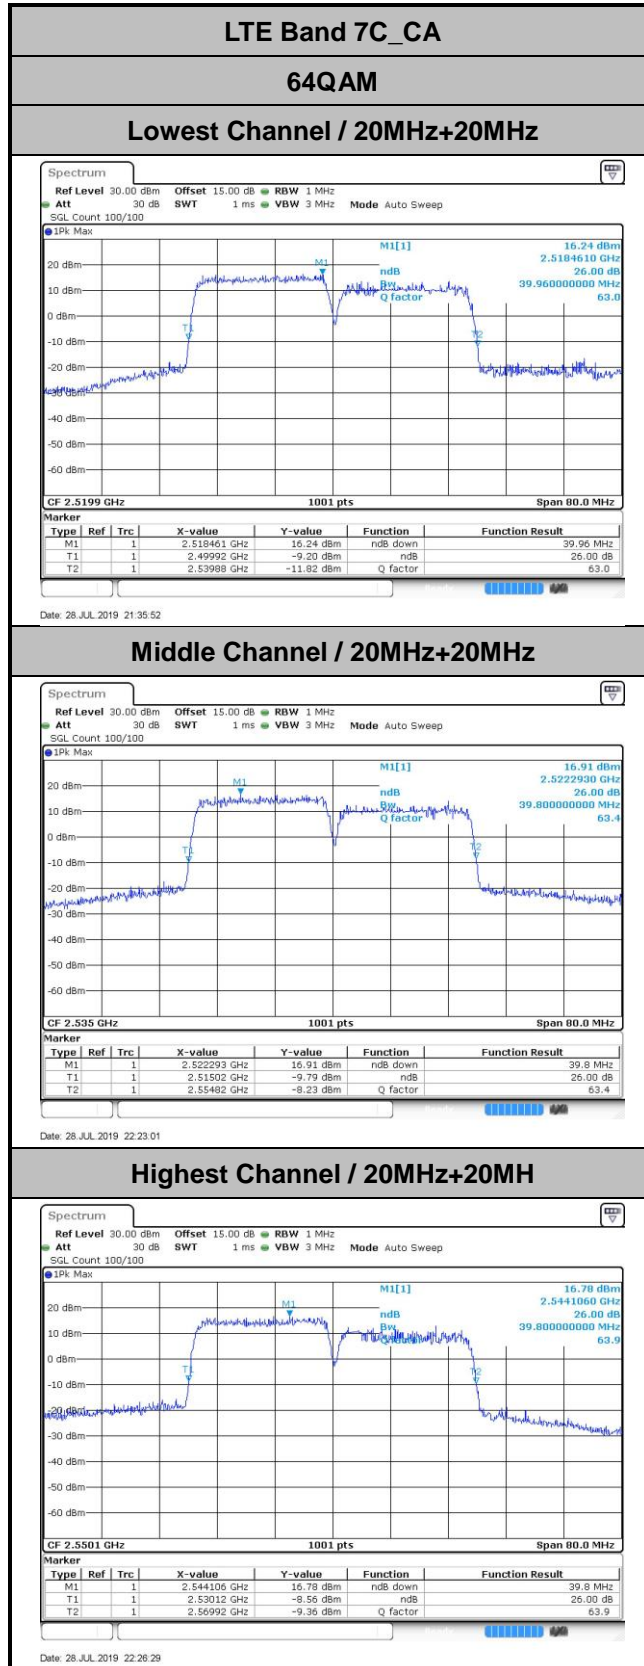 LTE Band 7C_CA
64QAM
Lowest Channel / 20MHz+20MHz
Spectrum
Ref Level 30.00 dBm Offset 15.00 dB RBW 1 MHz
Att 30 dB SWT 1 ms VBW 3 MHz Mode Auto Sweep
SGL Count 100/100
1Pk Max
M1[1] 16.24 dBm
2.5184610 GHz
ndB 26.00 dB
Bw 39.960000000 MHz
Q factor 63.0
M1
T1
T2
20 dBm
10 dBm
0 dBm
-10 dBm
-20 dBm
-30 dBm
-40 dBm
-50 dBm
-60 dBm
CF 2.5199 GHz 1001 pts Span 80.0 MHz
Marker
Type Ref Trc X-value Y-value Function Function Result
M1 1 2.518461 GHz 16.24 dBm ndB down 39.96 MHz
T1 1 2.49992 GHz -9.20 dBm ndB 26.00 dB
T2 1 2.53988 GHz -11.82 dBm Q factor 63.0
Date: 28.JUL.2019 21:35:52
Middle Channel / 20MHz+20MHz
Spectrum
Ref Level 30.00 dBm Offset 15.00 dB RBW 1 MHz
Att 30 dB SWT 1 ms VBW 3 MHz Mode Auto Sweep
SGL Count 100/100
1Pk Max
M1[1] 16.91 dBm
2.5222930 GHz
ndB 26.00 dB
Bw 39.800000000 MHz
Q factor 63.4
M1
T1
T2
20 dBm
10 dBm
0 dBm
-10 dBm
-20 dBm
-30 dBm
-40 dBm
-50 dBm
-60 dBm
CF 2.535 GHz 1001 pts Span 80.0 MHz
Marker
Type Ref Trc X-value Y-value Function Function Result
M1 1 2.522293 GHz 16.91 dBm ndB down 39.8 MHz
T1 1 2.51502 GHz -9.79 dBm ndB 26.00 dB
T2 1 2.55482 GHz -8.23 dBm Q factor 63.4
Date: 28.JUL.2019 22:23:01
Highest Channel / 20MHz+20MH
Spectrum
Ref Level 30.00 dBm Offset 15.00 dB RBW 1 MHz
Att 30 dB SWT 1 ms VBW 3 MHz Mode Auto Sweep
SGL Count 100/100
1Pk Max
M1[1] 16.78 dBm
2.5441060 GHz
ndB 26.00 dB
Bw 39.800000000 MHz
Q factor 63.9
M1
T1
T2
20 dBm
10 dBm
0 dBm
-10 dBm
-20 dBm
-30 dBm
-40 dBm
-50 dBm
-60 dBm
CF 2.5501 GHz 1001 pts Span 80.0 MHz
Marker
Type Ref Trc X-value Y-value Function Function Result
M1 1 2.544106 GHz 16.78 dBm ndB down 39.8 MHz
T1 1 2.53012 GHz -8.56 dBm ndB 26.00 dB
T2 1 2.56992 GHz -9.36 dBm Q factor 63.9
Date: 28.JUL.2019 22:26:29